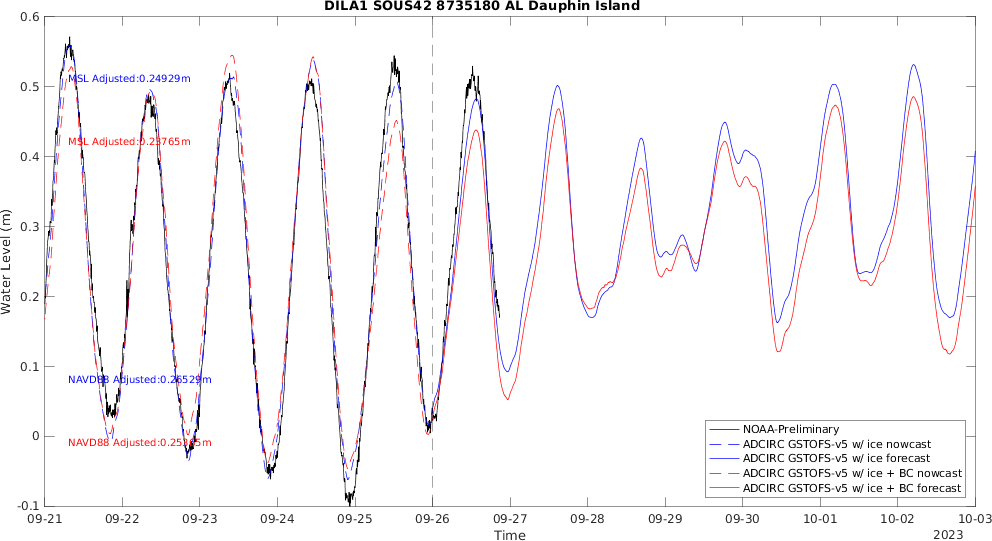 DILA1 SOUS42 8735180 AL Dauphin Island
Water Level (m)
0.6
0.5
0.4
0.3
0.2
0.1
0
-0.1
MSL Adjusted:0.24929m
MSL Adjusted:0.23765m
NAVD88 Adjusted:0.26529m
NAVD88 Adjusted:0.25365m
NOAA-Preliminary
ADCIRC GSTOFS-v5 w/ ice nowcast
ADCIRC GSTOFS-v5 w/ ice forecast
ADCIRC GSTOFS-v5 w/ ice + BC nowcast
ADCIRC GSTOFS-v5 w/ ice + BC forecast
09-21 09-22 09-23 09-24 09-25 09-26 09-27 09-28 09-29 09-30 10-01 10-02 10-03
Time
2023